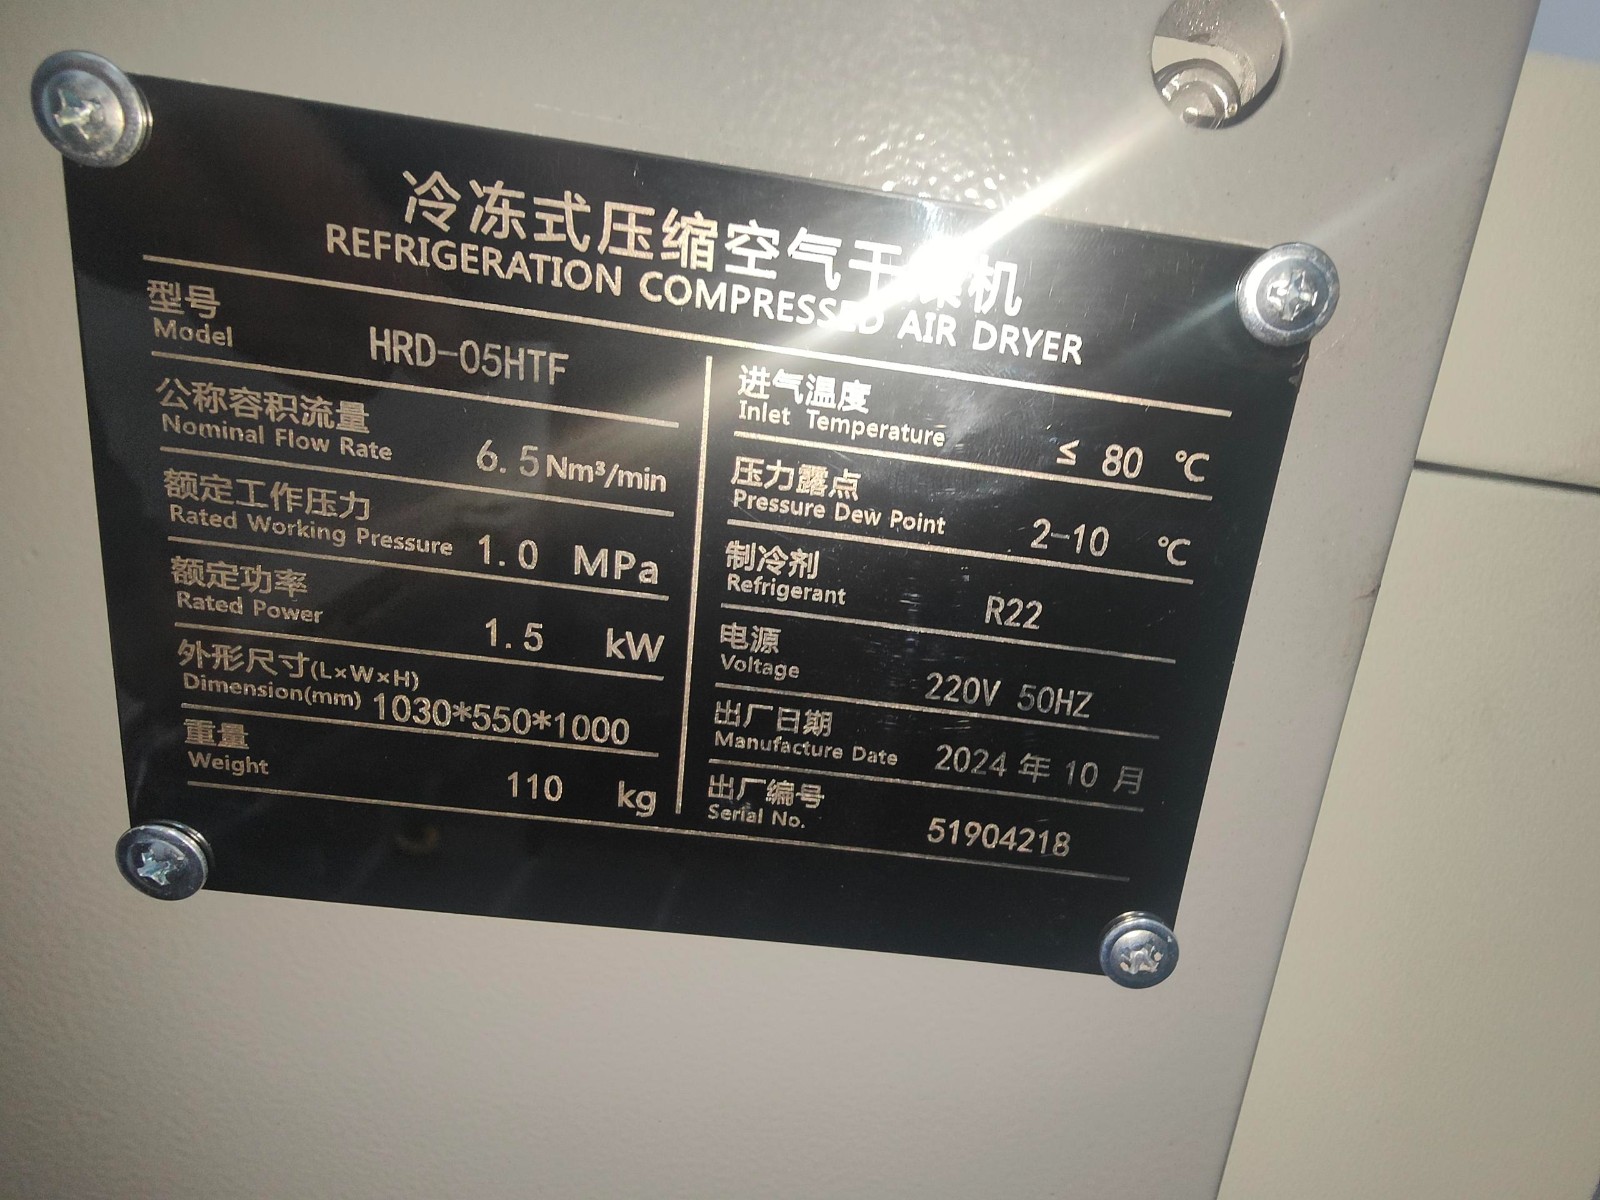 冷冻式压缩空气干燥机
REFRIGERATION COMPRESSED AIR DRYER
型号
Model HRD-05HTF
公称容积流量
Nominal Flow Rate 6.5 Nm³/min
额定工作压力
Rated Working Pressure 1.0 MPa
额定功率
Rated Power 1.5 kW
外形尺寸(L×W×H)
Dimension(mm) 1030*550*1000
重量
Weight 110 kg
进气温度
Inlet Temperature ≤ 80 ℃
压力露点
Pressure Dew Point 2-10 ℃
制冷剂
Refrigerant R22
电源
Voltage 220V 50HZ
出厂日期
Manufacture Date 2024 年 10 月
出厂编号
Serial No. 51904218